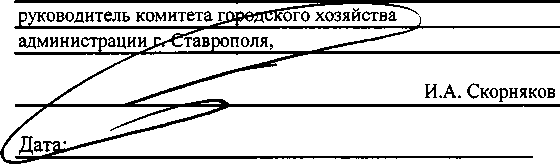 руководитель комитета городского хозяйства
администрации г. Ставрополя,
И.А. Скорняков
Дата: